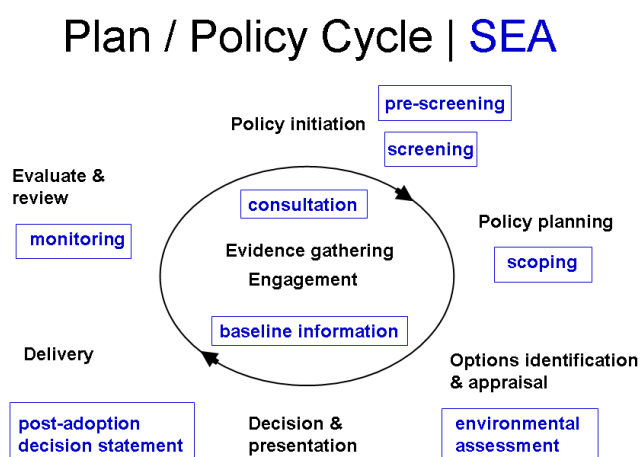 Plan / Policy Cycle | SEA
pre-screening
Policy initiation
screening
Evaluate &
review
consultation
monitoring
Policy planning
Evidence gathering
scoping
Engagement
baseline information
Delivery
Options identification
& appraisal
post-adoption
decision statement
Decision &
presentation
environmental
assessment